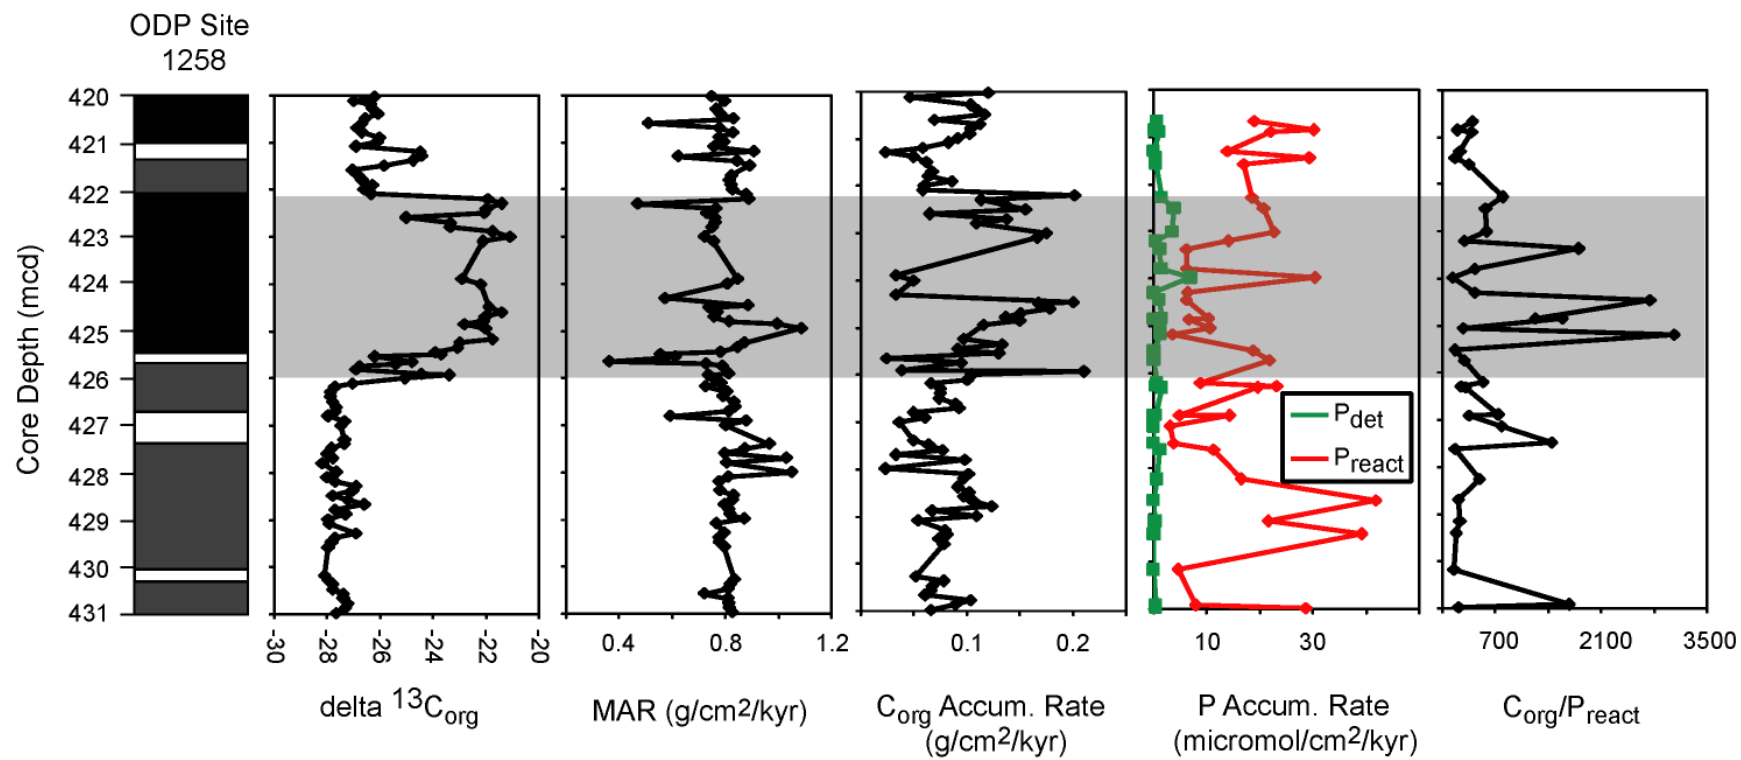 ODP Site
1258
Core Depth (mcd)
420
421
422
423
424
425
426
427
428
429
430
431
-30 -28 -26 -24 -22 -20
delta ¹³Corg
0.4 0.8 1.2
MAR (g/cm2/kyr)
0.1 0.2
Corg Accum. Rate
(g/cm2/kyr)
Pdet
Preact
10 30
P Accum. Rate
(micromol/cm2/kyr)
700 2100 3500
Corg/Preact